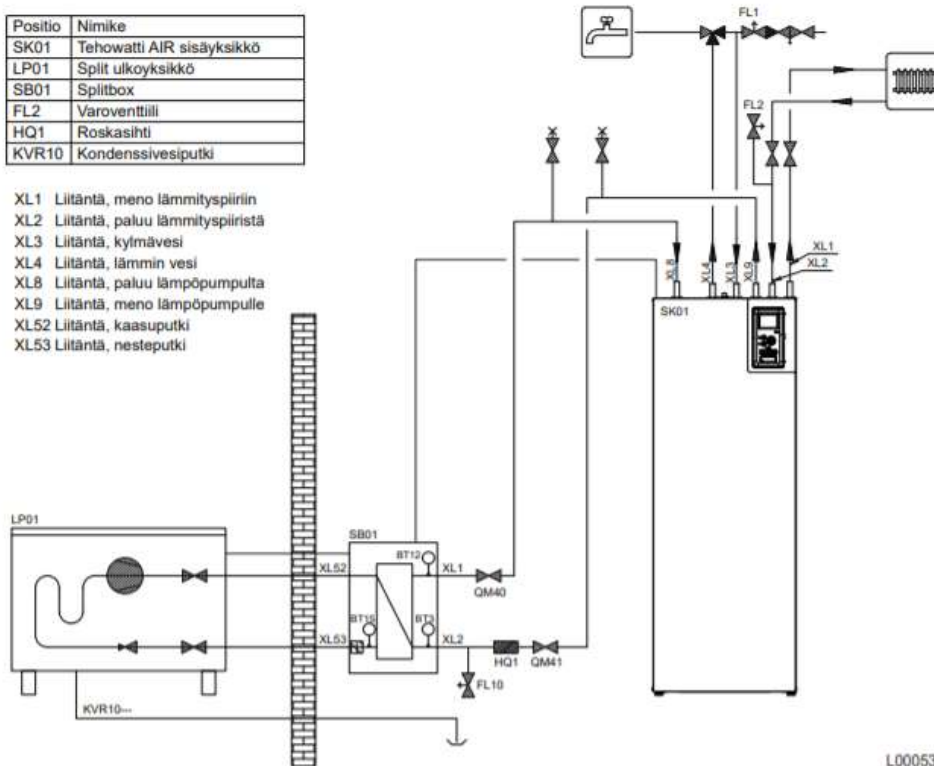 Positio Nimike
SK01 Tehowatti AIR sisäyksikkö
LP01 Split ulkoyksikkö
SB01 Splitbox
FL2 Varoventtiili
HQ1 Roskasihti
KVR10 Kondenssivesiputki
XL1 Liitäntä, meno lämmityspiiriin
XL2 Liitäntä, paluu lämmityspiiristä
XL3 Liitäntä, kylmävesi
XL4 Liitäntä, lämmin vesi
XL8 Liitäntä, paluu lämpöpumpulta
XL9 Liitäntä, meno lämpöpumpulle
XL52 Liitäntä, kaasuputki
XL53 Liitäntä, nesteputki
FL1
FL2
XL8
XL4
XL3
XL9
XL1
XL2
SK01
LP01
SB01
BT12
XL52
XL1
QM40
BT15
BT3
XL53
XL2
HQ1
QM41
FL10
KVR10---
L00053